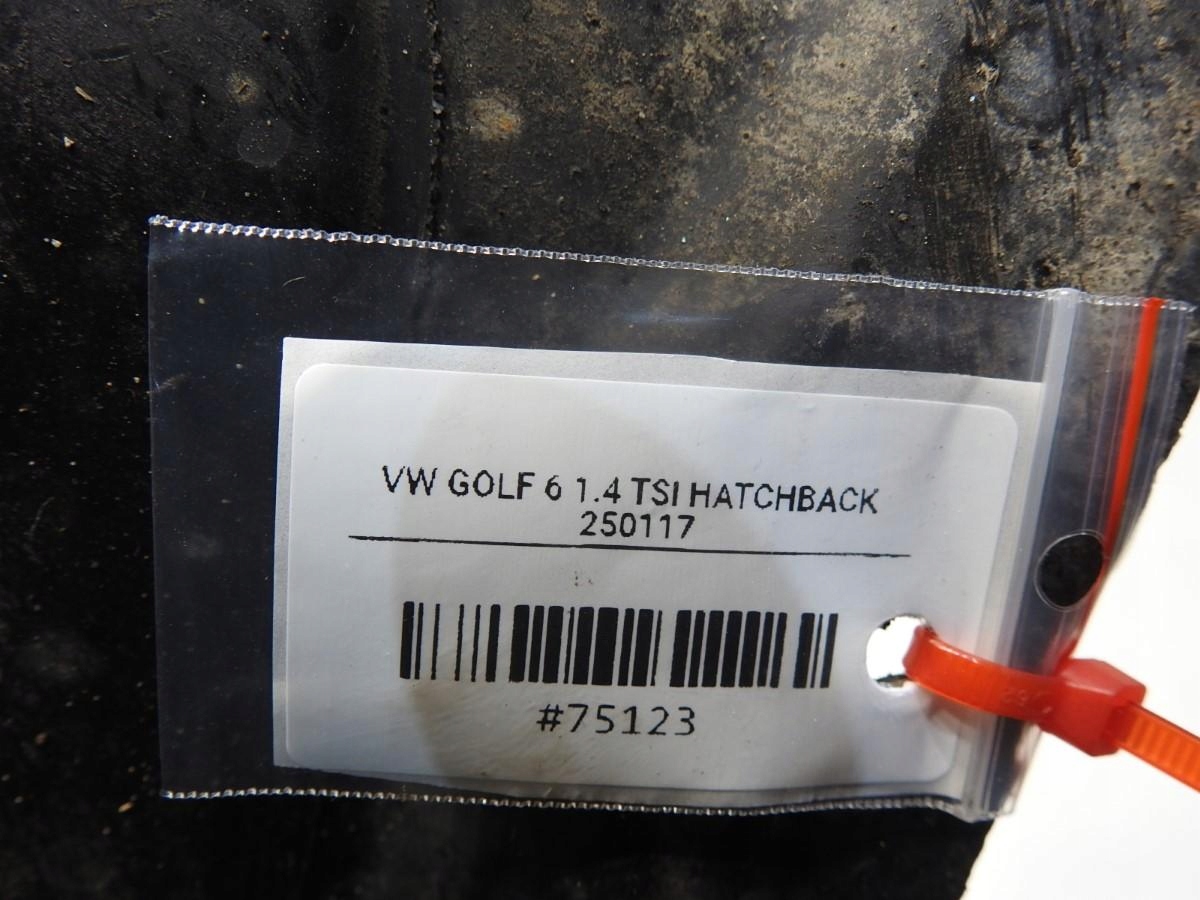 VW GOLF 6 1.4 TSI HATCHBACK
250117
#75123